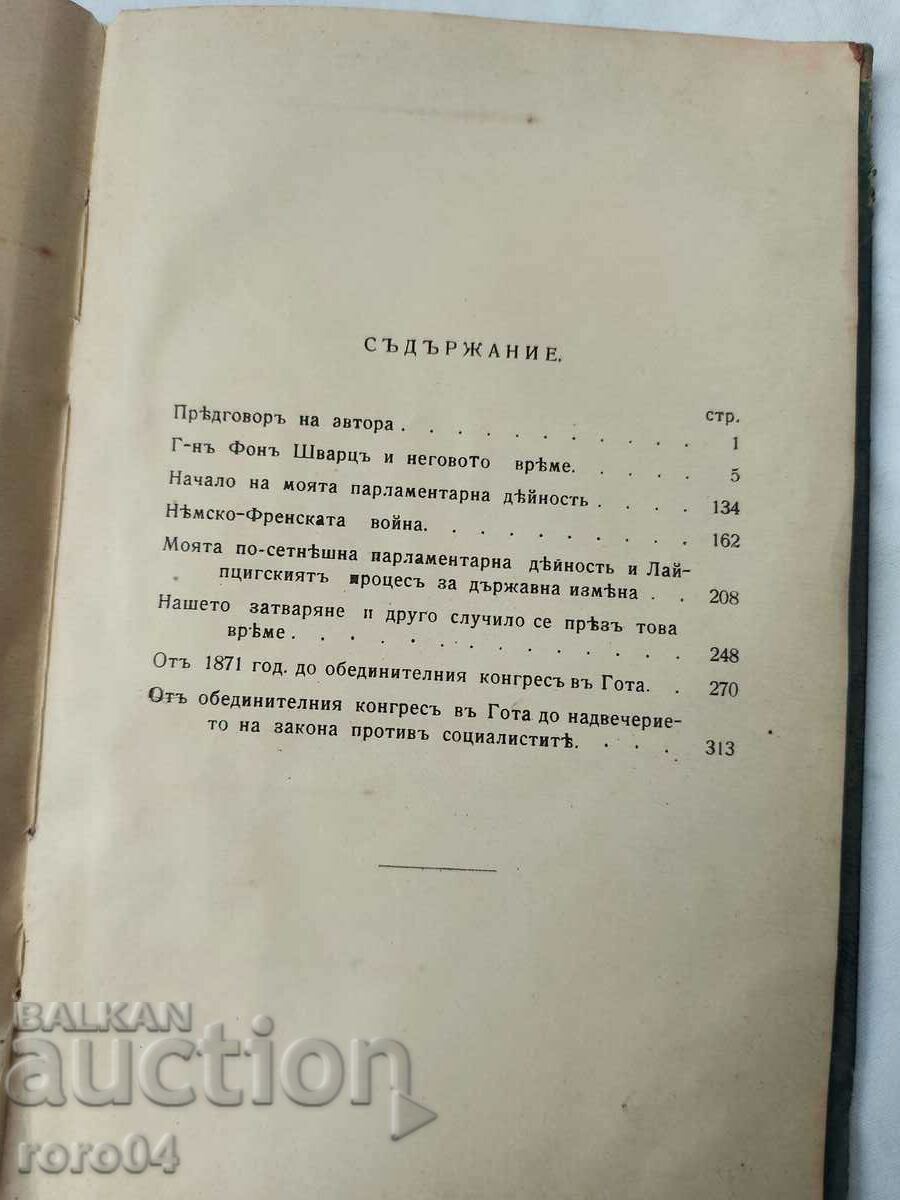 СЪДЪРЖАНИЕ.
стр.
Прѣдговоръ на автора . . . . . . . . . . . 1
Г-нъ Фонъ Шварцъ и неговото врѣме. . . . . 5
Начало на моята парламентарна дѣйность . . . . 134
Нѣмско-Френската война. . . . . . . . . . 162
Моята по-сетнѣшна парламентарна дѣйность и Лай-
пцигскиятъ процесъ за държавна измѣна . . 208
Нашето затваряне и друго случило се прѣзъ това
врѣме . . . . . . . . . . . . . . 248
Отъ 1871 год. до обединителния конгресъ въ Гота. . 270
Отъ обединителния конгресъ въ Гота до надвечерие-
то на закона противъ социалиститѣ. . . . 313
BALKAN
auction
roro04